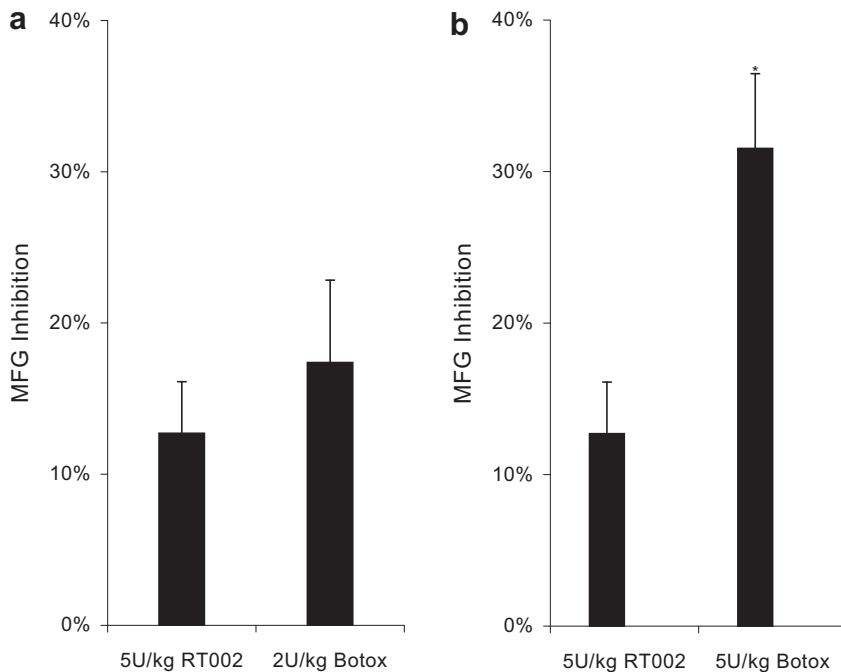 a
40%
30%
20%
10%
0%
MFG Inhibition
5U/kg RT002
2U/kg Botox
b
40%
30%
20%
10%
0%
MFG Inhibition
*
5U/kg RT002
5U/kg Botox